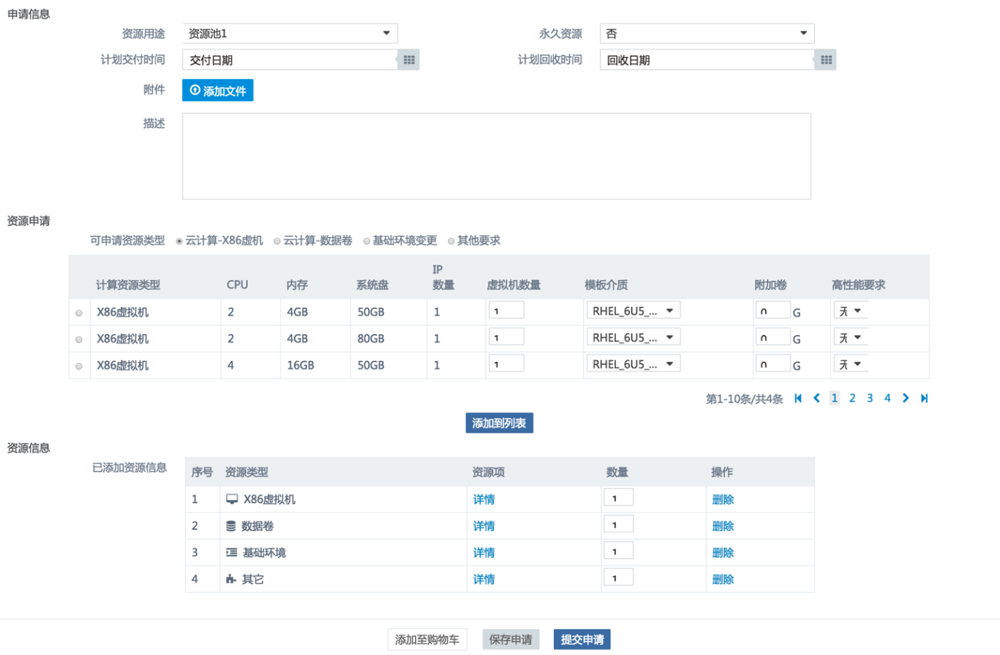 申请信息
资源用途 资源池1 永久资源 否
计划交付时间 交付日期 计划回收时间 回收日期
附件 添加文件
描述
资源申请
可申请资源类型 云计算-X86虚机 云计算-数据卷 基础环境变更 其他要求
计算资源类型 CPU 内存 系统盘 IP数量 虚拟机数量 模板介质 附加卷 高性能要求
X86虚拟机 2 4GB 50GB 1 1 RHEL_6U5_... 0 G 无
X86虚拟机 2 4GB 80GB 1 1 RHEL_6U5_... 0 G 无
X86虚拟机 4 16GB 50GB 1 1 RHEL_6U5_... 0 G 无
第1-10条/共4条 1 2 3 4
添加到列表
资源信息
已添加资源信息
序号 资源类型 资源项 数量 操作
1 X86虚拟机 详情 1 删除
2 数据卷 详情 1 删除
3 基础环境 详情 1 删除
4 其它 详情 1 删除
添加至购物车 保存申请 提交申请